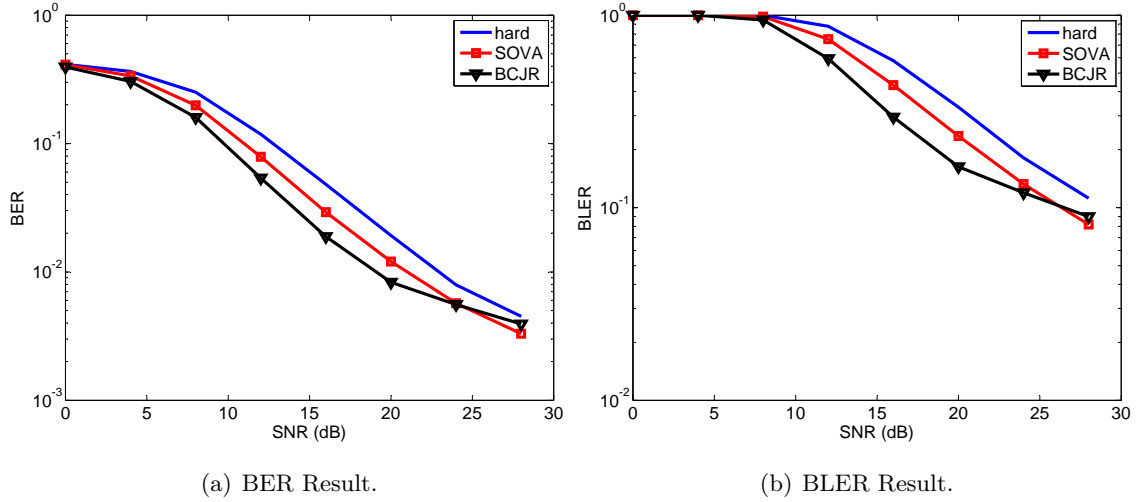 10^0
10^-1
10^-2
10^-3
BER
0 5 10 15 20 25 30
SNR (dB)
hard
SOVA
BCJR
(a) BER Result.
10^0
10^-1
10^-2
BLER
0 5 10 15 20 25 30
SNR (dB)
hard
SOVA
BCJR
(b) BLER Result.